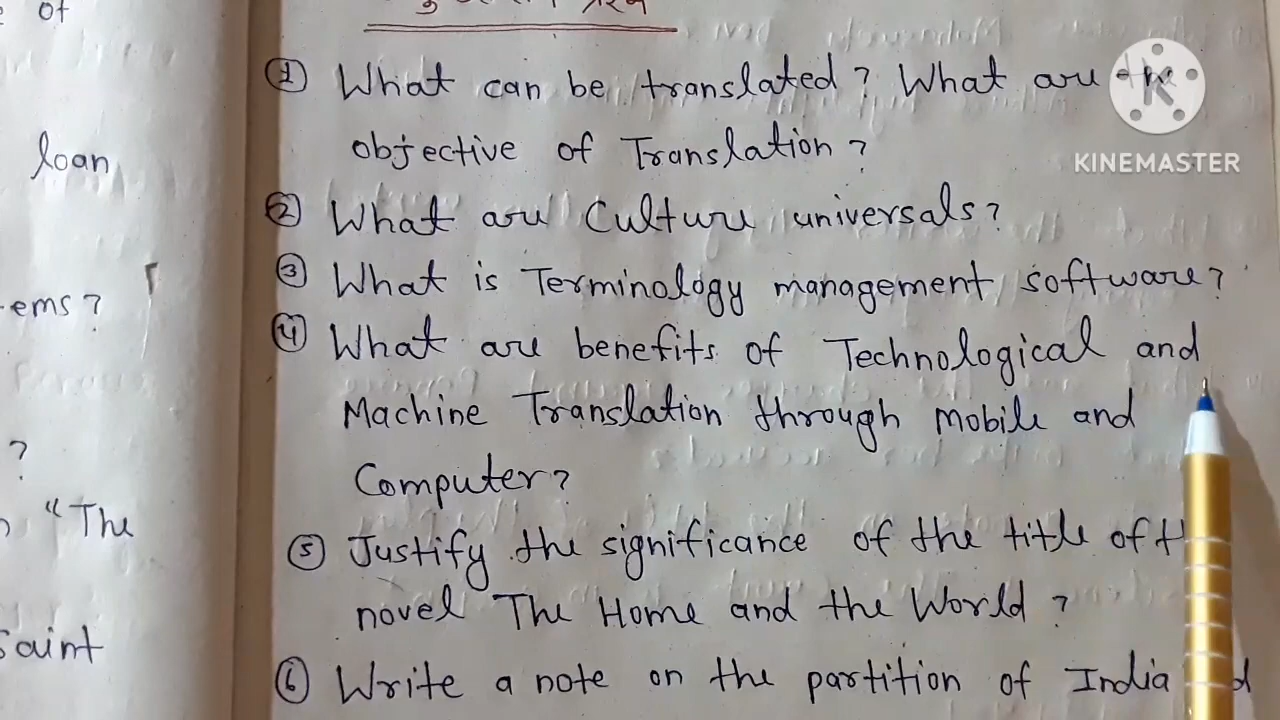 of
loan
ems?
?
"The
saint
① What can be translated? What are the
objective of Translation?
② What are Culture universals?
③ What is Terminology management software?
④ What are benefits of Technological and
Machine Translation through Mobile and
Computer?
⑤ Justify the significance of the title of t
novel The Home and the World?
⑥ Write a note on the partition of India
KINEMASTER